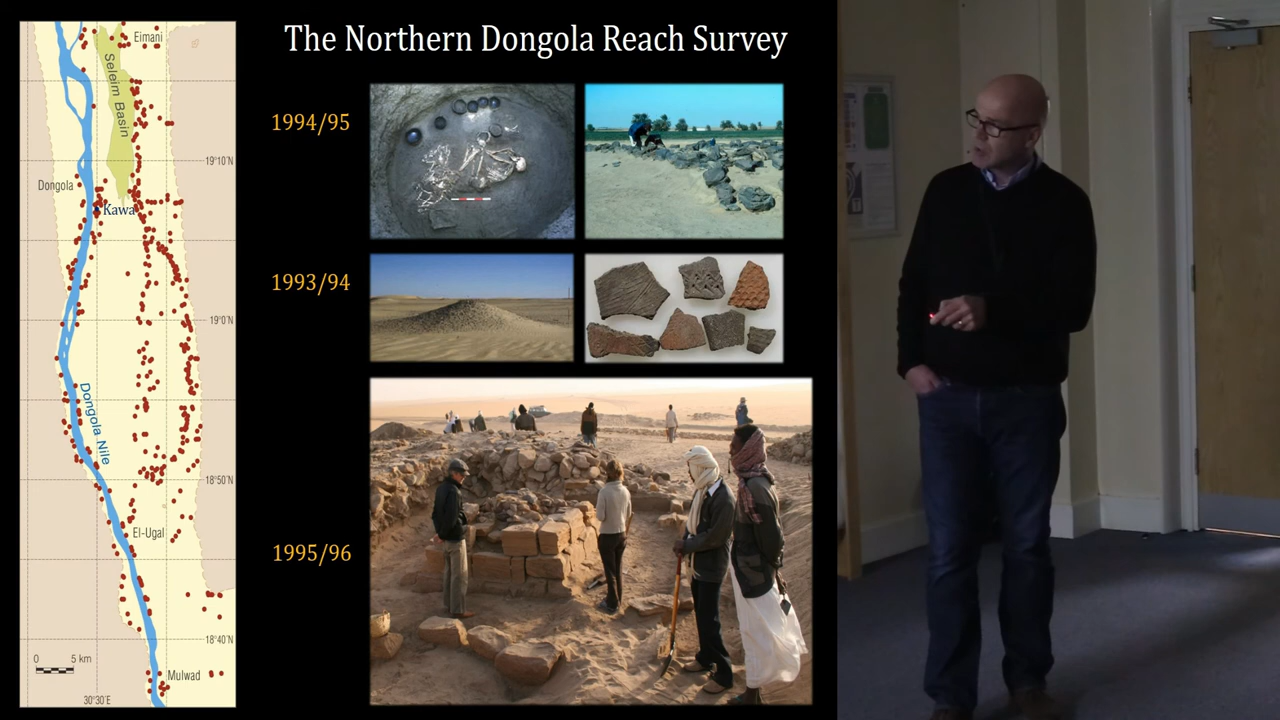 The Northern Dongola Reach Survey
1994/95
1993/94
1995/96
Eimani
Seleim Basin
19°10'N
Dongola
Kawa
19°0'N
Dongola Nile
18°50'N
El-Ugal
18°40'N
0 5 km
Mulwad
30°30'E